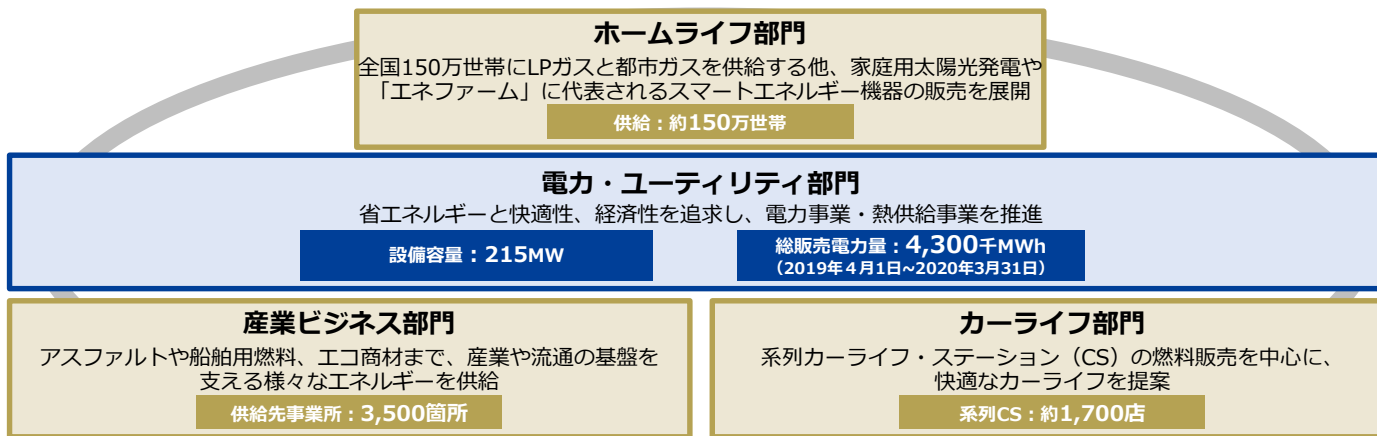 ホームライフ部門
全国150万世帯にLPガスと都市ガスを供給する他、家庭用太陽光発電や
「エネファーム」に代表されるスマートエネルギー機器の販売を展開
供給：約150万世帯
電力・ユーティリティ部門
省エネルギーと快適性、経済性を追求し、電力事業・熱供給事業を推進
設備容量：215MW
総販売電力量：4,300千MWh
（2019年４月1日~2020年3月31日）
産業ビジネス部門
アスファルトや船舶用燃料、エコ商材まで、産業や流通の基盤を
支える様々なエネルギーを供給
供給先事業所：3,500箇所
カーライフ部門
系列カーライフ・ステーション（CS）の燃料販売を中心に、
快適なカーライフを提案
系列CS：約1,700店